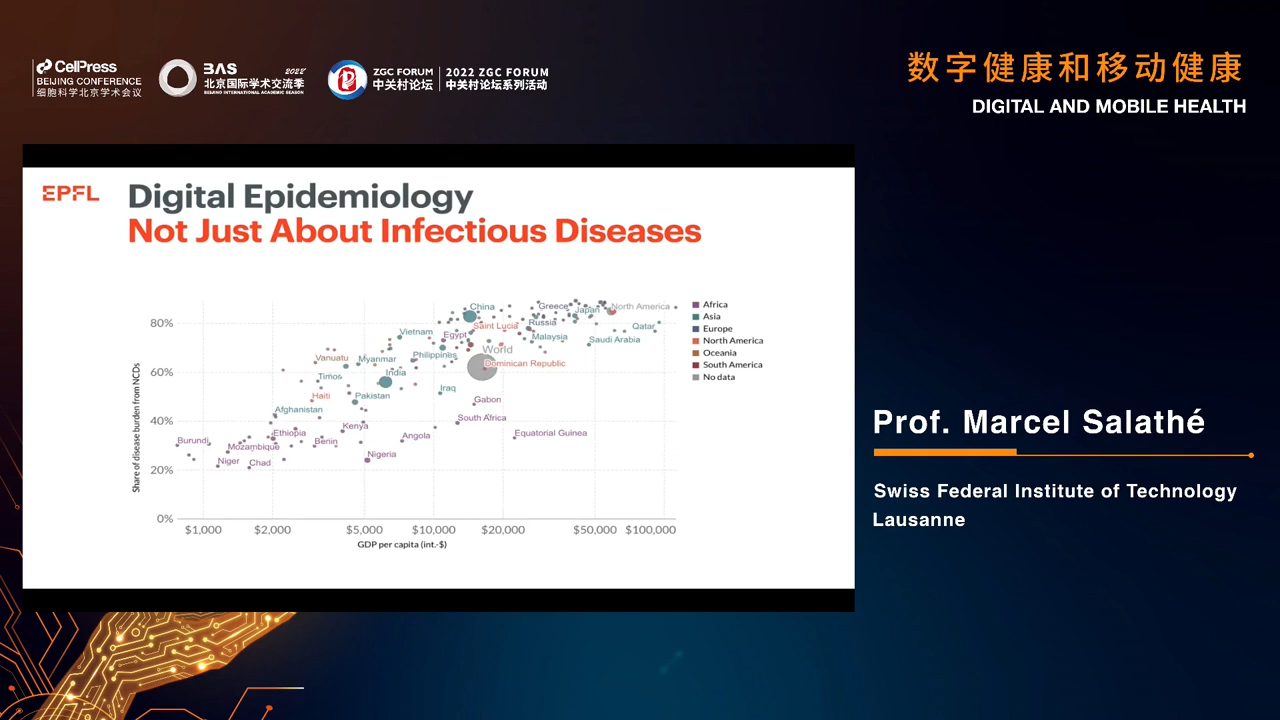 CellPress
BEIJING CONFERENCE
细胞科学北京学术会议
BAS 2022
北京国际学术交流季
BEIJING INTERNATIONAL ACADEMIC SEASON
ZGC FORUM
中关村论坛
2022 ZGC FORUM
中关村论坛系列活动
数字健康和移动健康
DIGITAL AND MOBILE HEALTH
EPFL
Digital Epidemiology
Not Just About Infectious Diseases
Share of disease burden from NCDs
80%
60%
40%
20%
0%
China
Greece
Japan
North America
Vietnam
Egypt
Saint Lucia
Russia
Malaysia
Qatar
Saudi Arabia
World
Vanuatu
Myanmar
Philippines
Dominican Republic
Timor
India
Haiti
Pakistan
Iraq
Gabon
Afghanistan
South Africa
Kenya
Ethiopia
Burundi
Mozambique
Benin
Angola
Equatorial Guinea
Niger
Chad
Nigeria
$1,000
$2,000
$5,000
$10,000
$20,000
$50,000
$100,000
GDP per capita (int.-$)
Africa
Asia
Europe
North America
Oceania
South America
No data
Prof. Marcel Salathé
Swiss Federal Institute of Technology
Lausanne